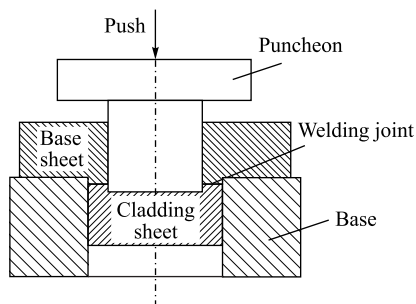 Push
Puncheon
Welding joint
Base
sheet
Cladding
sheet
Base